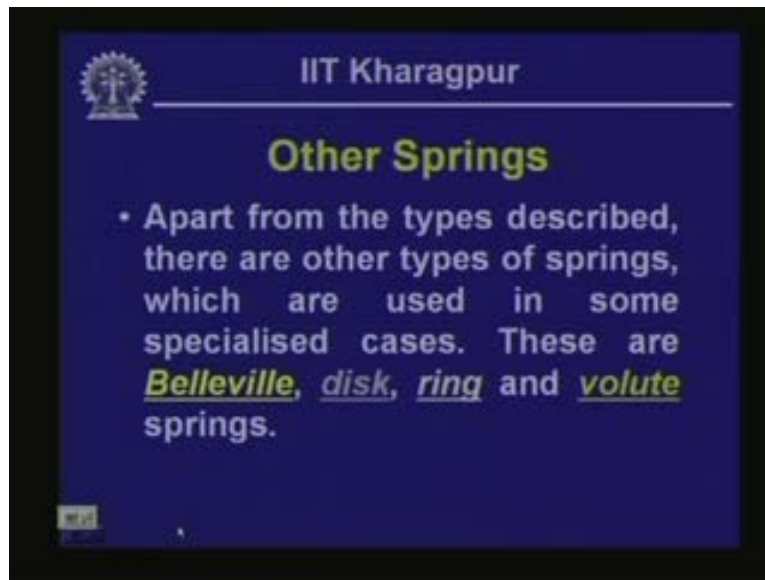 IIT Kharagpur
Other Springs
• Apart from the types described,
there are other types of springs,
which are used in some
specialised cases. These are
Belleville, disk, ring and volute
springs.